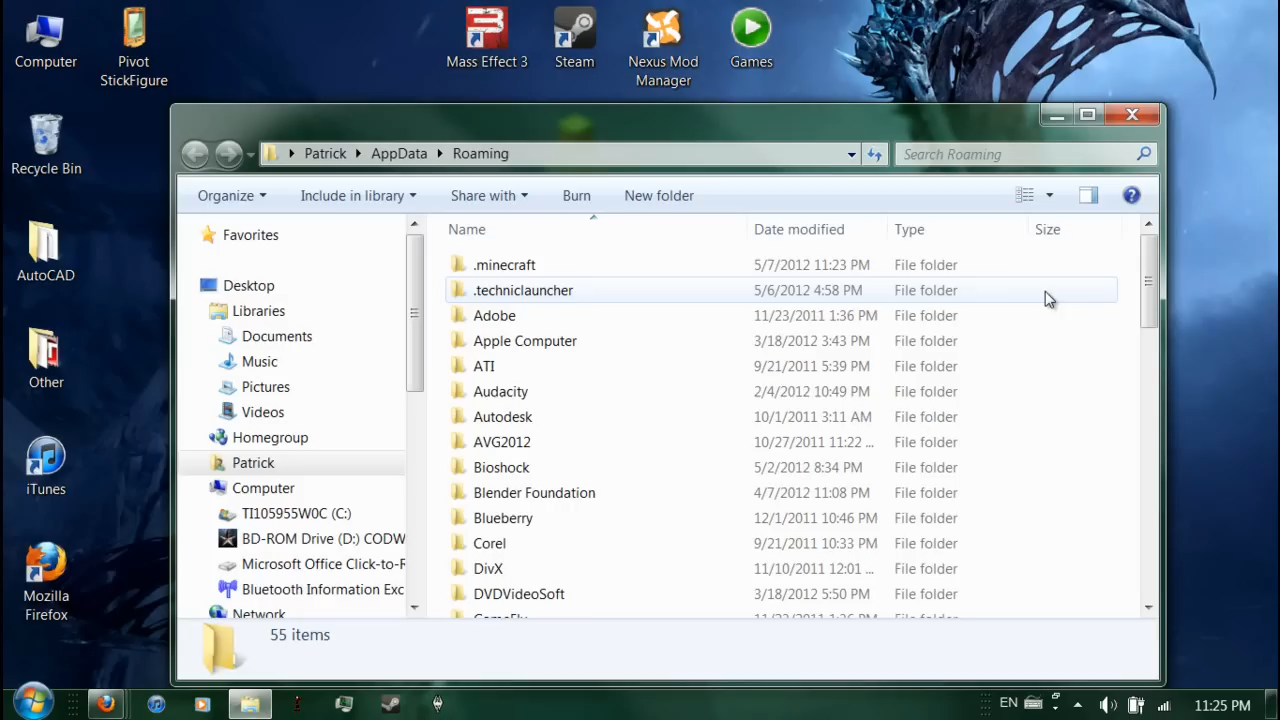 Computer
Pivot
StickFigure
Mass Effect 3
Steam
Nexus Mod
Manager
Games
Recycle Bin
AutoCAD
Other
iTunes
Mozilla
Firefox
Patrick AppData Roaming
Search Roaming
Organize Include in library Share with Burn New folder
Favorites
Desktop
Libraries
Documents
Music
Pictures
Videos
Homegroup
Patrick
Computer
TI105955W0C (C:)
BD-ROM Drive (D:) CODW
Microsoft Office Click-to-R
Bluetooth Information Exc
Network
Name Date modified Type Size
.minecraft 5/7/2012 11:23 PM File folder
.techniclauncher 5/6/2012 4:58 PM File folder
Adobe 11/23/2011 1:36 PM File folder
Apple Computer 3/18/2012 3:43 PM File folder
ATI 9/21/2011 5:39 PM File folder
Audacity 2/4/2012 10:49 PM File folder
Autodesk 10/1/2011 3:11 AM File folder
AVG2012 10/27/2011 11:22 ... File folder
Bioshock 5/2/2012 8:34 PM File folder
Blender Foundation 4/7/2012 11:08 PM File folder
Blueberry 12/1/2011 10:46 PM File folder
Corel 9/21/2011 10:33 PM File folder
DivX 11/10/2011 12:01 ... File folder
DVDVideoSoft 3/18/2012 5:50 PM File folder
55 items
EN
11:25 PM